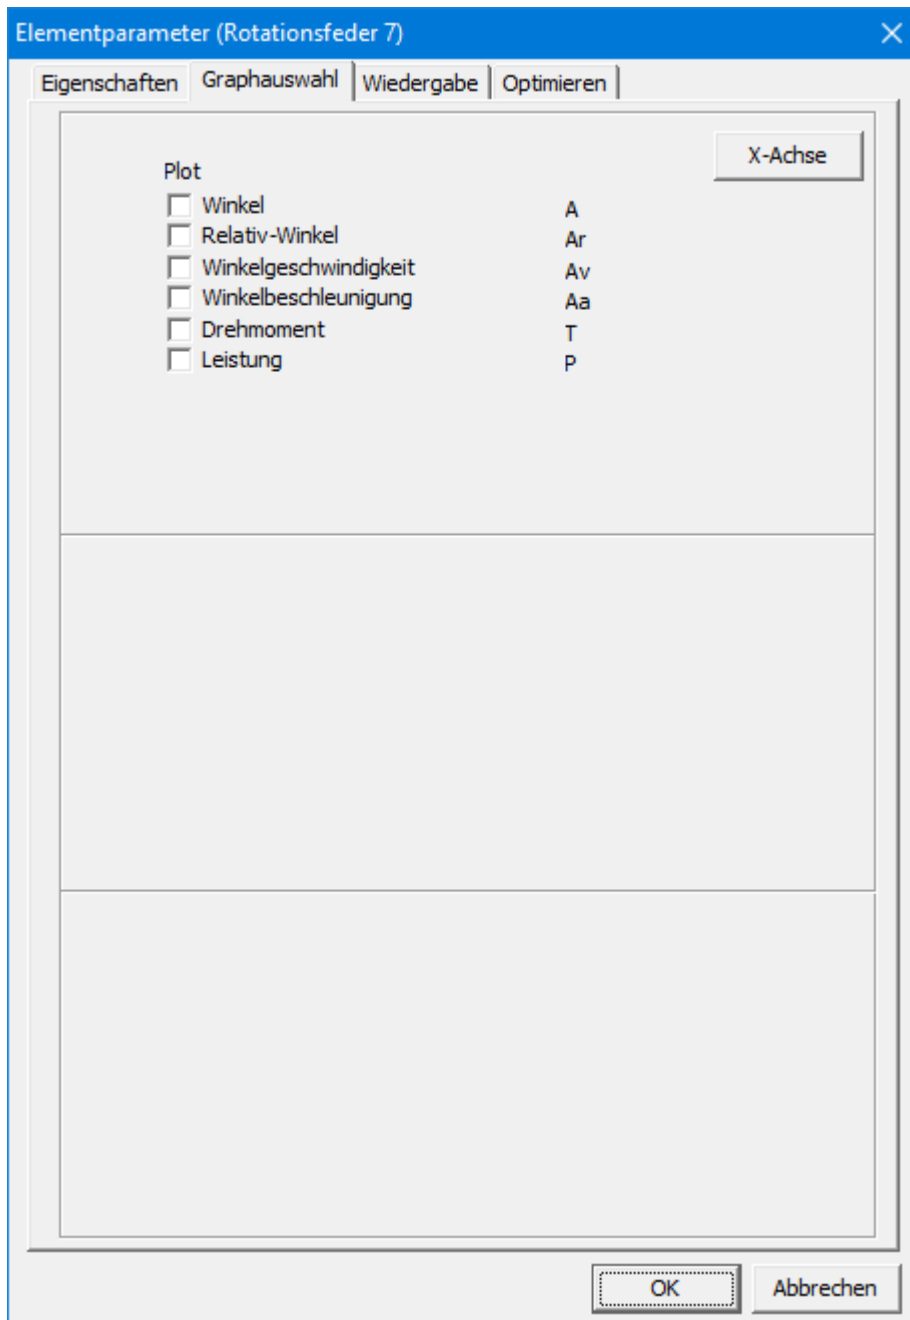 Elementparameter (Rotationsfeder 7)
Eigenschaften Graphauswahl Wiedergabe Optimieren
X-Achse
Plot
Winkel A
Relativ-Winkel Ar
Winkelgeschwindigkeit Av
Winkelbeschleunigung Aa
Drehmoment T
Leistung P
OK Abbrechen